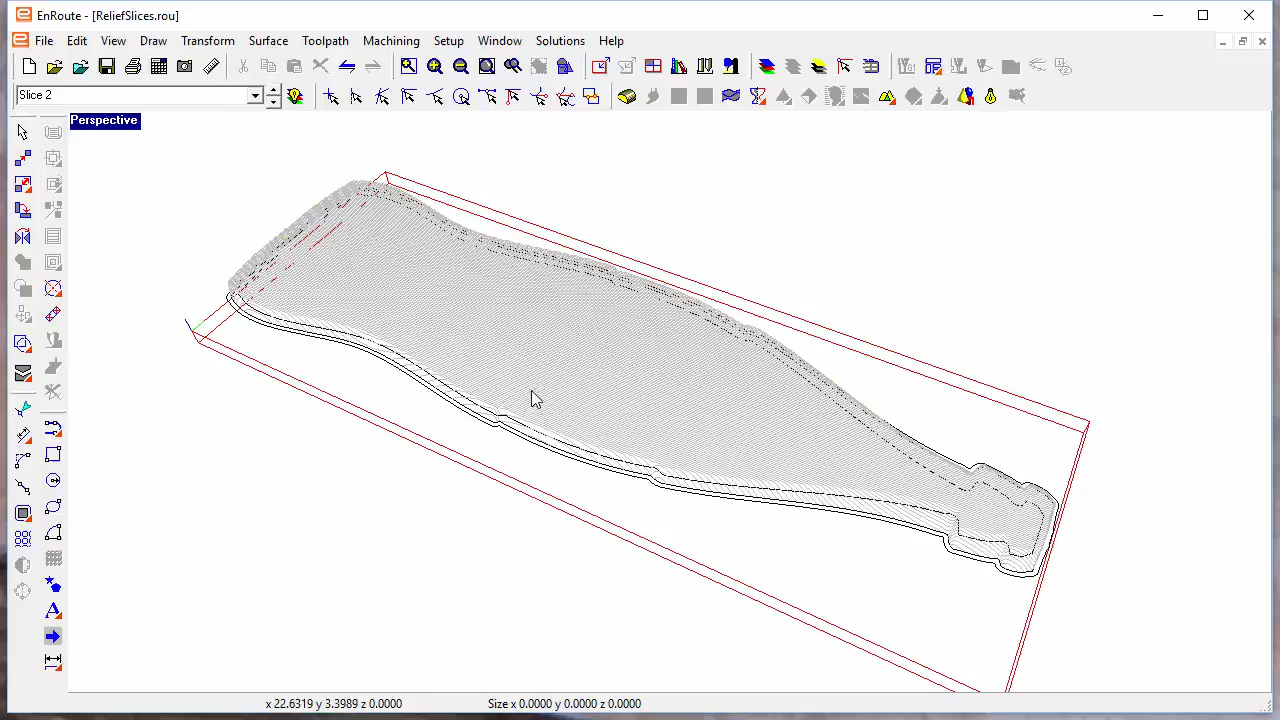 EnRoute - [ReliefSlices.rou]
File Edit View Draw Transform Surface Toolpath Machining Setup Window Solutions Help
Slice 2
Perspective
x 22.6319 y 3.3989 z 0.0000 Size x 0.0000 y 0.0000 z 0.0000